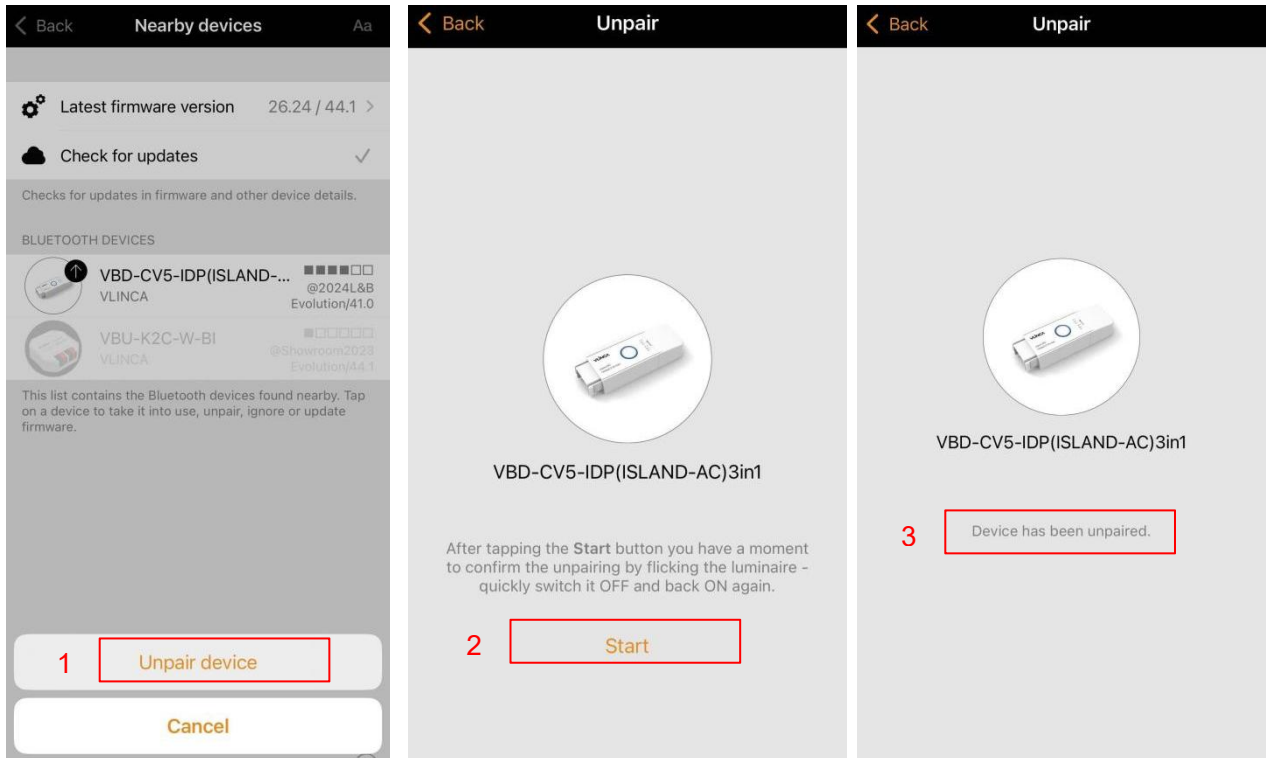 Back
Nearby devices
Aa
Latest firmware version 26.24 / 44.1
Check for updates
Checks for updates in firmware and other device details.
BLUETOOTH DEVICES
VBD-CV5-IDP(ISLAND-...
VLINCA
@2024L&B
Evolution/41.0
VBU-K2C-W-BI
VLINCA
@Showroom2023
Evolution/44.1
This list contains the Bluetooth devices found nearby. Tap
on a device to take it into use, unpair, ignore or update
firmware.
1
Unpair device
Cancel
Back
Unpair
VBD-CV5-IDP(ISLAND-AC)3in1
After tapping the Start button you have a moment
to confirm the unpairing by flicking the luminaire -
quickly switch it OFF and back ON again.
2
Start
Back
Unpair
VBD-CV5-IDP(ISLAND-AC)3in1
3
Device has been unpaired.